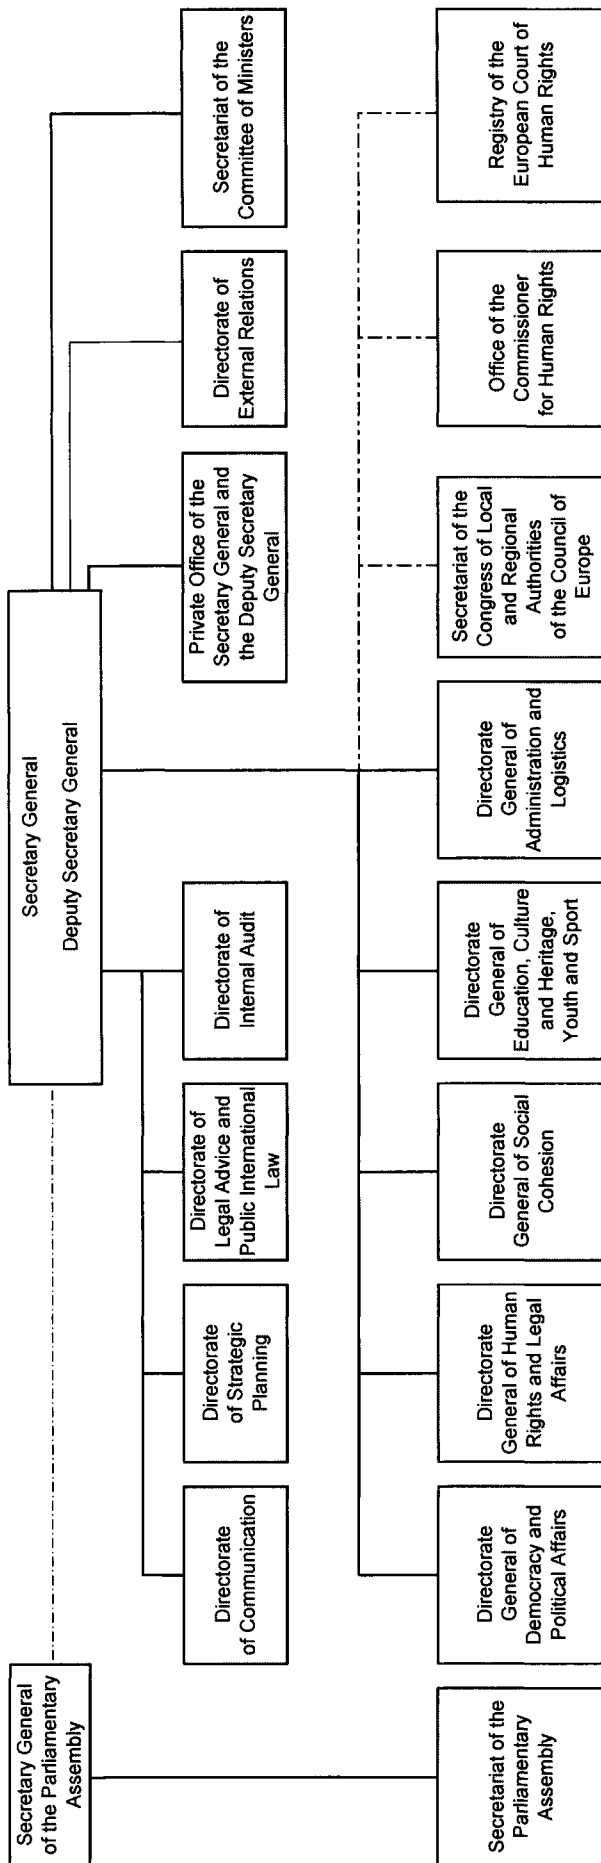 Secretary General
of the Parliamentary
Assembly
Secretary General
Deputy Secretary General
Directorate
of Communication
Directorate
of Strategic
Planning
Directorate of
Legal Advice and
Public International
Law
Directorate of
Internal Audit
Private Office of the
Secretary General and
the Deputy Secretary
General
Directorate of
External Relations
Secretariat of the
Committee of Ministers
Secretariat of the
Parliamentary
Assembly
Directorate
General of
Democracy and
Political Affairs
Directorate
General of Human
Rights and Legal
Affairs
Directorate
General of Social
Cohesion
Directorate
General of
Education, Culture
and Heritage,
Youth and Sport
Directorate
General of
Administration and
Logistics
Secretariat of the
Congress of Local
and Regional
Authorities
of the Council of
Europe
Office of the
Commissioner
for Human Rights
Registry of the
European Court of
Human Rights